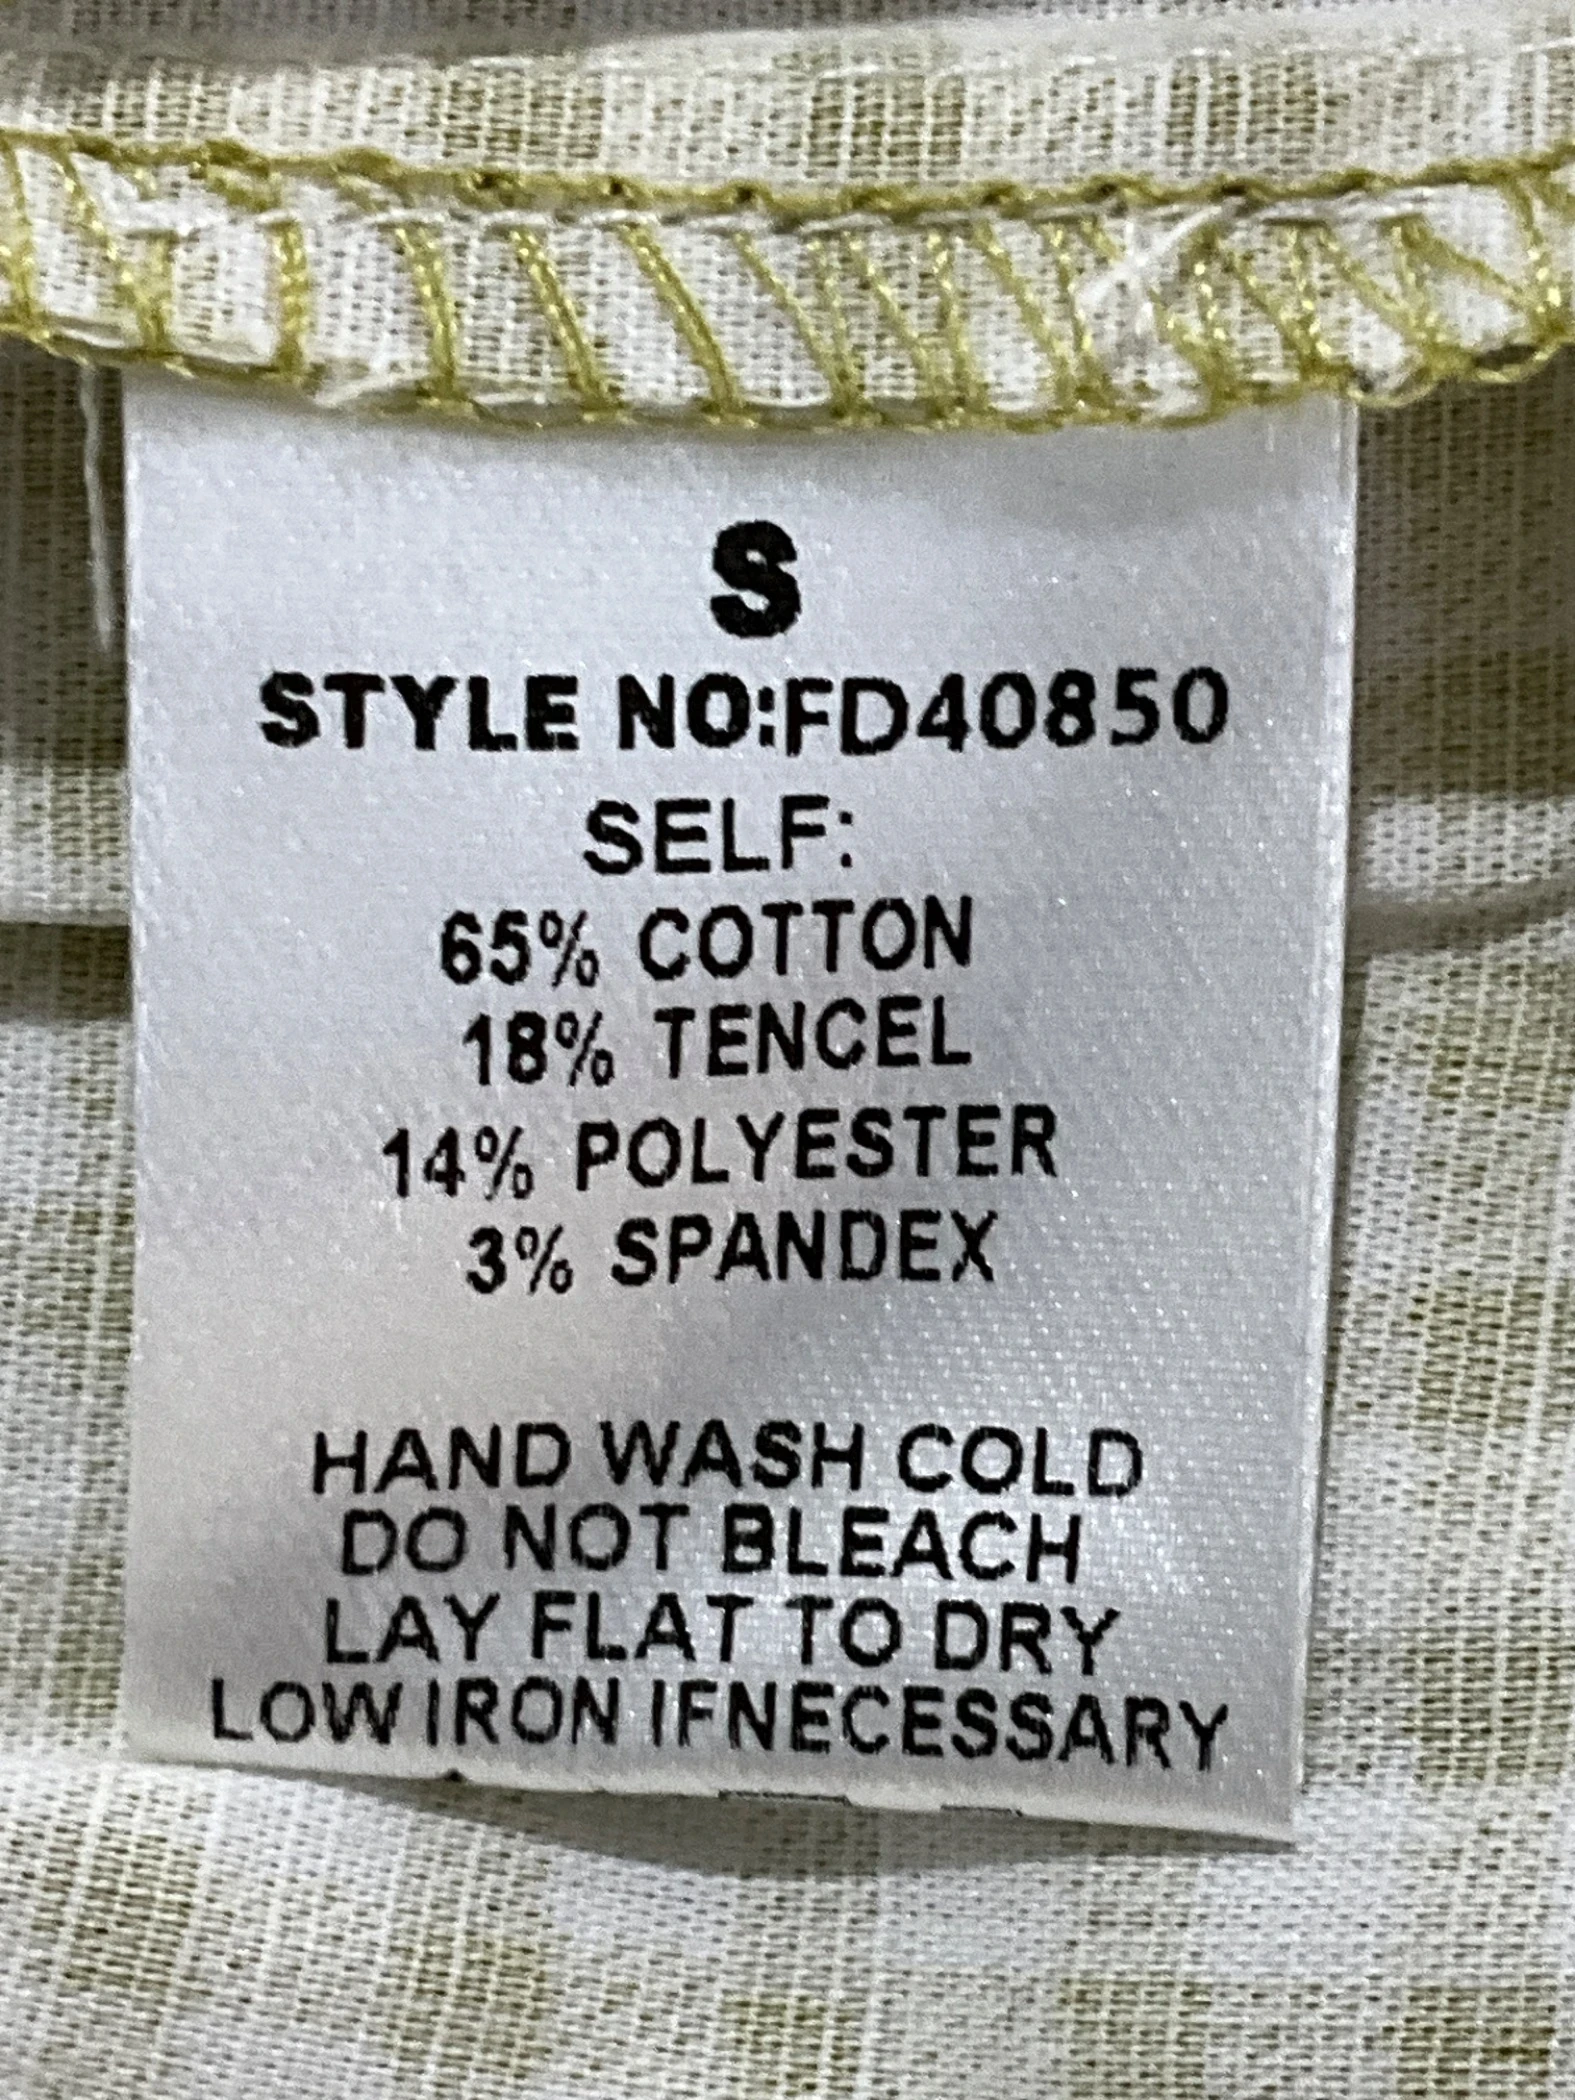 S
STYLE NO:FD40850
SELF:
65% COTTON
18% TENCEL
14% POLYESTER
3% SPANDEX
HAND WASH COLD
DO NOT BLEACH
LAY FLAT TO DRY
LOW IRON IFNECESSARY